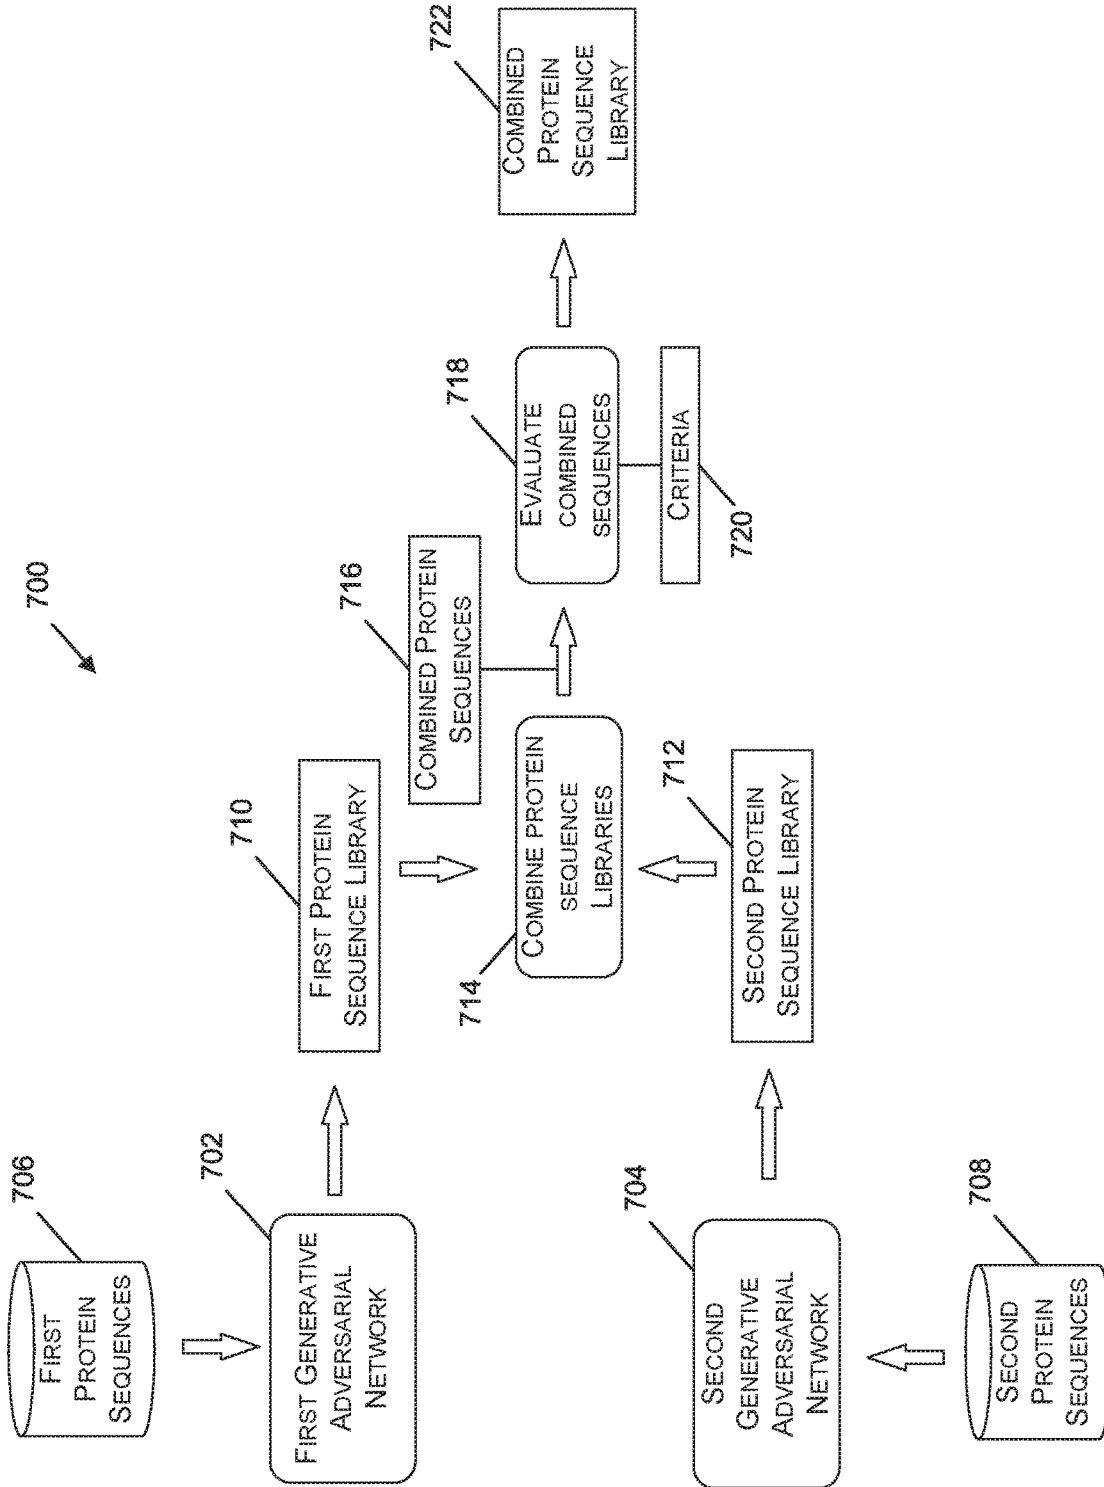 700
706
FIRST
PROTEIN
SEQUENCES
702
FIRST GENERATIVE
ADVERSARIAL
NETWORK
710
FIRST PROTEIN
SEQUENCE LIBRARY
716
COMBINED PROTEIN
SEQUENCES
714
COMBINE PROTEIN
SEQUENCE
LIBRARIES
718
EVALUATE
COMBINED
SEQUENCES
CRITERIA
720
722
COMBINED
PROTEIN
SEQUENCE
LIBRARY
712
SECOND PROTEIN
SEQUENCE LIBRARY
704
SECOND
GENERATIVE
ADVERSARIAL
NETWORK
708
SECOND
PROTEIN
SEQUENCES